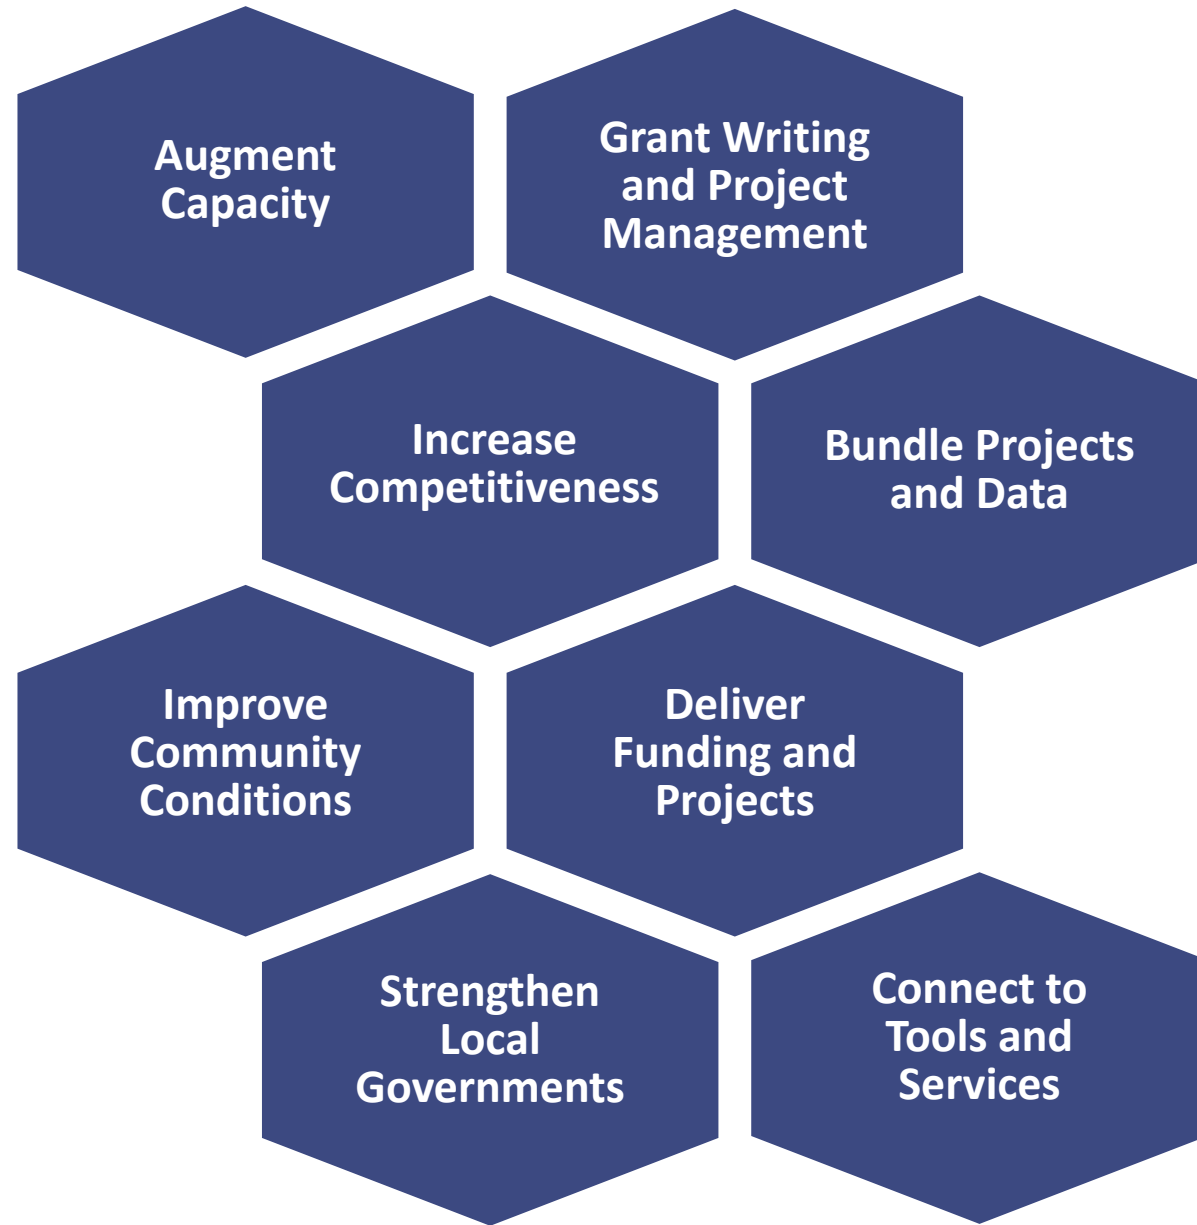 Augment
Capacity
Grant Writing
and Project
Management
Increase
Competitiveness
Bundle Projects
and Data
Improve
Community
Conditions
Deliver
Funding and
Projects
Strengthen
Local
Governments
Connect to
Tools and
Services